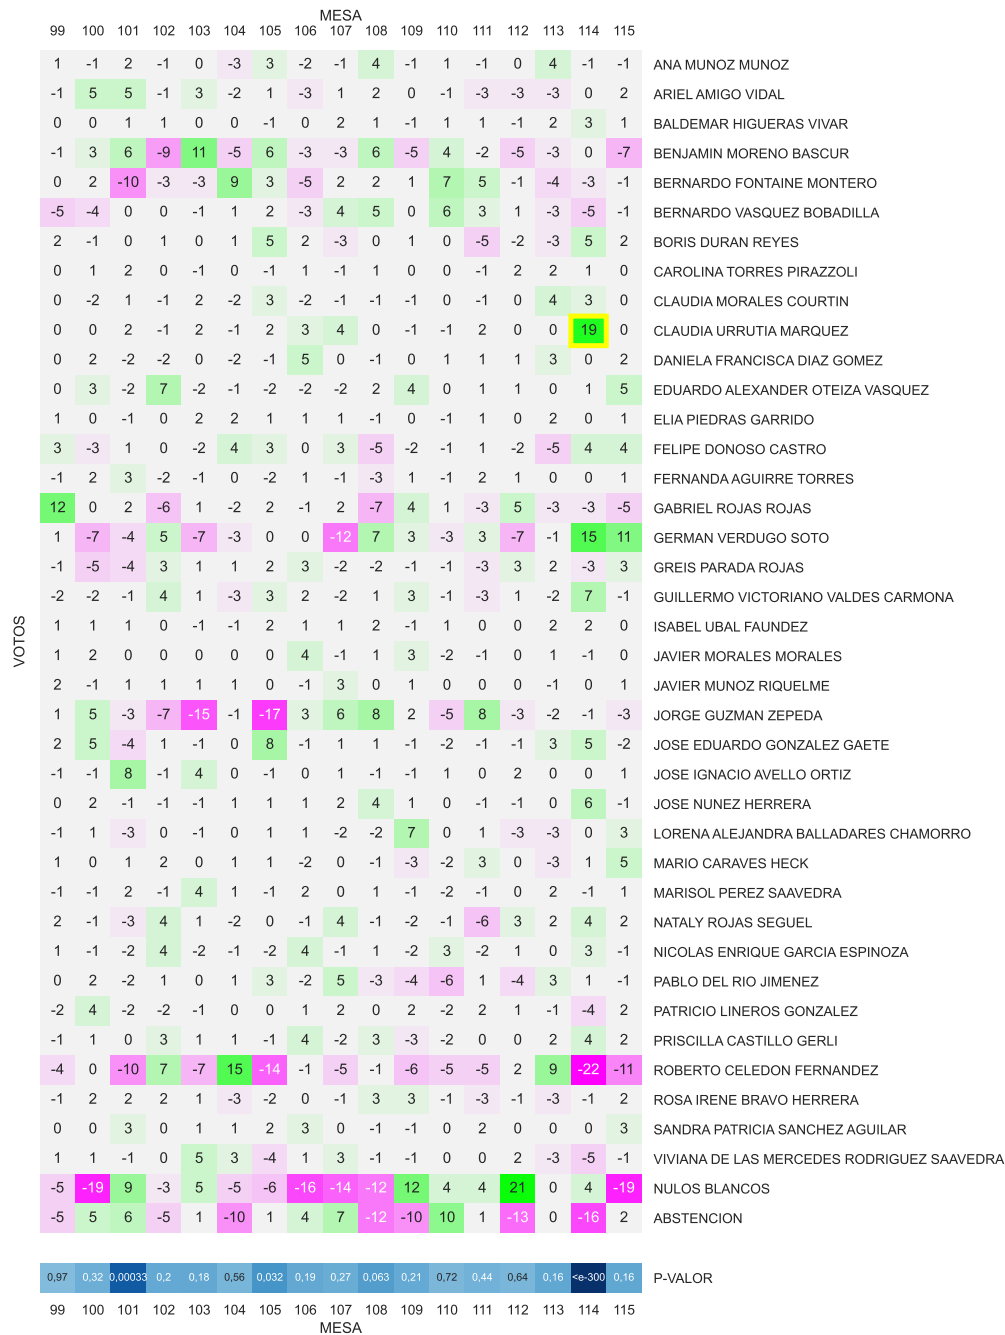 MESA
99 100 101 102 103 104 105 106 107 108 109 110 111 112 113 114 115
1 -1 2 -1 0 -3 3 -2 -1 4 -1 1 -1 0 4 -1 -1 ANA MUNOZ MUNOZ
-1 5 5 -1 3 -2 1 -3 1 2 0 -1 -3 -3 -3 0 2 ARIEL AMIGO VIDAL
0 0 1 1 0 0 -1 0 2 1 -1 1 1 -1 2 3 1 BALDEMAR HIGUERAS VIVAR
-1 3 6 -9 11 -5 6 -3 -3 6 -5 4 -2 -5 -3 0 -7 BENJAMIN MORENO BASCUR
0 2 -10 -3 -3 9 3 -5 2 2 1 7 5 -1 -4 -3 -1 BERNARDO FONTAINE MONTERO
-5 -4 0 0 -1 1 2 -3 4 5 0 6 3 1 -3 -5 -1 BERNARDO VASQUEZ BOBADILLA
2 -1 0 1 0 1 5 2 -3 0 1 0 -5 -2 -3 5 2 BORIS DURAN REYES
0 1 2 0 -1 0 -1 1 -1 1 0 0 -1 2 2 1 0 CAROLINA TORRES PIRAZZOLI
0 -2 1 -1 2 -2 3 -2 -1 -1 -1 0 -1 0 4 3 0 CLAUDIA MORALES COURTIN
0 0 2 -1 2 -1 2 3 4 0 -1 -1 2 0 0 19 0 CLAUDIA URRUTIA MARQUEZ
0 2 -2 -2 0 -2 -1 5 0 -1 0 1 1 1 3 0 2 DANIELA FRANCISCA DIAZ GOMEZ
0 3 -2 7 -2 -1 -2 -2 -2 2 4 0 1 1 0 1 5 EDUARDO ALEXANDER OTEIZA VASQUEZ
1 0 -1 0 2 2 1 1 1 -1 0 -1 1 0 2 0 1 ELIA PIEDRAS GARRIDO
3 -3 1 0 -2 4 3 0 3 -5 -2 -1 1 -2 -5 4 4 FELIPE DONOSO CASTRO
-1 2 3 -2 -1 0 -2 1 -1 -3 1 -1 2 1 0 0 1 FERNANDA AGUIRRE TORRES
12 0 2 -6 1 -2 2 -1 2 -7 4 1 -3 5 -3 -3 -5 GABRIEL ROJAS ROJAS
1 -7 -4 5 -7 -3 0 0 -12 7 3 -3 3 -7 -1 15 11 GERMAN VERDUGO SOTO
-1 -5 -4 3 1 1 2 3 -2 -2 -1 -1 -3 3 2 -3 3 GREIS PARADA ROJAS
-2 -2 -1 4 1 -3 3 2 -2 1 3 -1 -3 1 -2 7 -1 GUILLERMO VICTORIANO VALDES CARMONA
1 1 1 0 -1 -1 2 1 1 2 -1 1 0 0 2 2 0 ISABEL UBAL FAUNDEZ
1 2 0 0 0 0 0 4 -1 1 3 -2 -1 0 1 -1 0 JAVIER MORALES MORALES
2 -1 1 1 1 1 0 -1 3 0 1 0 0 0 -1 0 1 JAVIER MUNOZ RIQUELME
1 5 -3 -7 -15 -1 -17 3 6 8 2 -5 8 -3 -2 -1 -3 JORGE GUZMAN ZEPEDA
2 5 -4 1 -1 0 8 -1 1 1 -1 -2 -1 -1 3 5 -2 JOSE EDUARDO GONZALEZ GAETE
-1 -1 8 -1 4 0 -1 0 1 -1 -1 1 0 2 0 0 1 JOSE IGNACIO AVELLO ORTIZ
0 2 -1 -1 -1 1 1 1 2 4 1 0 -1 -1 0 6 -1 JOSE NUNEZ HERRERA
-1 1 -3 0 -1 0 1 1 -2 -2 7 0 1 -3 -3 0 3 LORENA ALEJANDRA BALLADARES CHAMORRO
1 0 1 2 0 1 1 -2 0 -1 -3 -2 3 0 -3 1 5 MARIO CARAVES HECK
-1 -1 2 -1 4 1 -1 2 0 1 -1 -2 -1 0 2 -1 1 MARISOL PEREZ SAAVEDRA
2 -1 -3 4 1 -2 0 -1 4 -1 -2 -1 -6 3 2 4 2 NATALY ROJAS SEGUEL
1 -1 -2 4 -2 -1 -2 4 -1 1 -2 3 -2 1 0 3 -1 NICOLAS ENRIQUE GARCIA ESPINOZA
0 2 -2 1 0 1 3 -2 5 -3 -4 -6 1 -4 3 1 -1 PABLO DEL RIO JIMENEZ
-2 4 -2 -2 -1 0 0 1 2 0 2 -2 2 1 -1 -4 2 PATRICIO LINEROS GONZALEZ
-1 1 0 3 1 1 -1 4 -2 3 -3 -2 0 0 2 4 2 PRISCILLA CASTILLO GERLI
-4 0 -10 7 -7 15 -14 -1 -5 -1 -6 -5 -5 2 9 -22 -11 ROBERTO CELEDON FERNANDEZ
-1 2 2 2 1 -3 -2 0 -1 3 3 -1 -3 -1 -3 -1 2 ROSA IRENE BRAVO HERRERA
0 0 3 0 1 1 2 3 0 -1 -1 0 2 0 0 0 3 SANDRA PATRICIA SANCHEZ AGUILAR
1 1 -1 0 5 3 -4 1 3 -1 -1 0 0 2 -3 -5 -1 VIVIANA DE LAS MERCEDES RODRIGUEZ SAAVEDRA
-5 -19 9 -3 5 -5 -6 -16 -14 -12 12 4 4 21 0 4 -19 NULOS BLANCOS
-5 5 6 -5 1 -10 1 4 7 -12 -10 10 1 -13 0 -16 2 ABSTENCION
VOTOS
0,97 0,32 0,00033 0,2 0,18 0,56 0,032 0,19 0,27 0,063 0,21 0,72 0,44 0,64 0,16 <e-300 0,16 P-VALOR
99 100 101 102 103 104 105 106 107 108 109 110 111 112 113 114 115
MESA